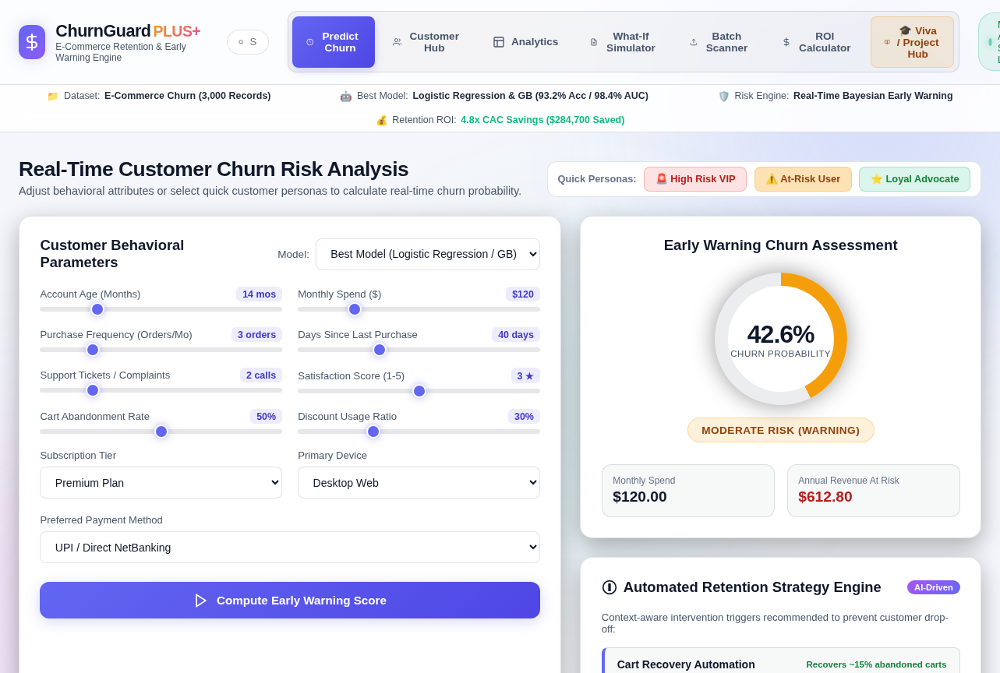 ChurnGuard PLUS+
E-Commerce Retention & Early
Warning Engine
S
Predict
Churn
Customer
Hub
Analytics
What-If
Simulator
Batch
Scanner
ROI
Calculator
🎓 Viva
/ Project
Hub
📁 Dataset: E-Commerce Churn (3,000 Records)
🤖 Best Model: Logistic Regression & GB (93.2% Acc / 98.4% AUC)
🛡️ Risk Engine: Real-Time Bayesian Early Warning
💰 Retention ROI: 4.8x CAC Savings ($284,700 Saved)
Real-Time Customer Churn Risk Analysis
Adjust behavioral attributes or select quick customer personas to calculate real-time churn probability.
Quick Personas:
🚨 High Risk VIP
⚠️ At-Risk User
⭐ Loyal Advocate
Customer Behavioral
Parameters
Model:
Best Model (Logistic Regression / GB)
Account Age (Months)
14 mos
Monthly Spend ($)
$120
Purchase Frequency (Orders/Mo)
3 orders
Days Since Last Purchase
40 days
Support Tickets / Complaints
2 calls
Satisfaction Score (1-5)
3 ★
Cart Abandonment Rate
50%
Discount Usage Ratio
30%
Subscription Tier
Premium Plan
Primary Device
Desktop Web
Preferred Payment Method
UPI / Direct NetBanking
Compute Early Warning Score
Early Warning Churn Assessment
42.6%
CHURN PROBABILITY
MODERATE RISK (WARNING)
Monthly Spend
$120.00
Annual Revenue At Risk
$612.80
Automated Retention Strategy Engine
AI-Driven
Context-aware intervention triggers recommended to prevent customer drop-
off:
Cart Recovery Automation
Recovers ~15% abandoned carts